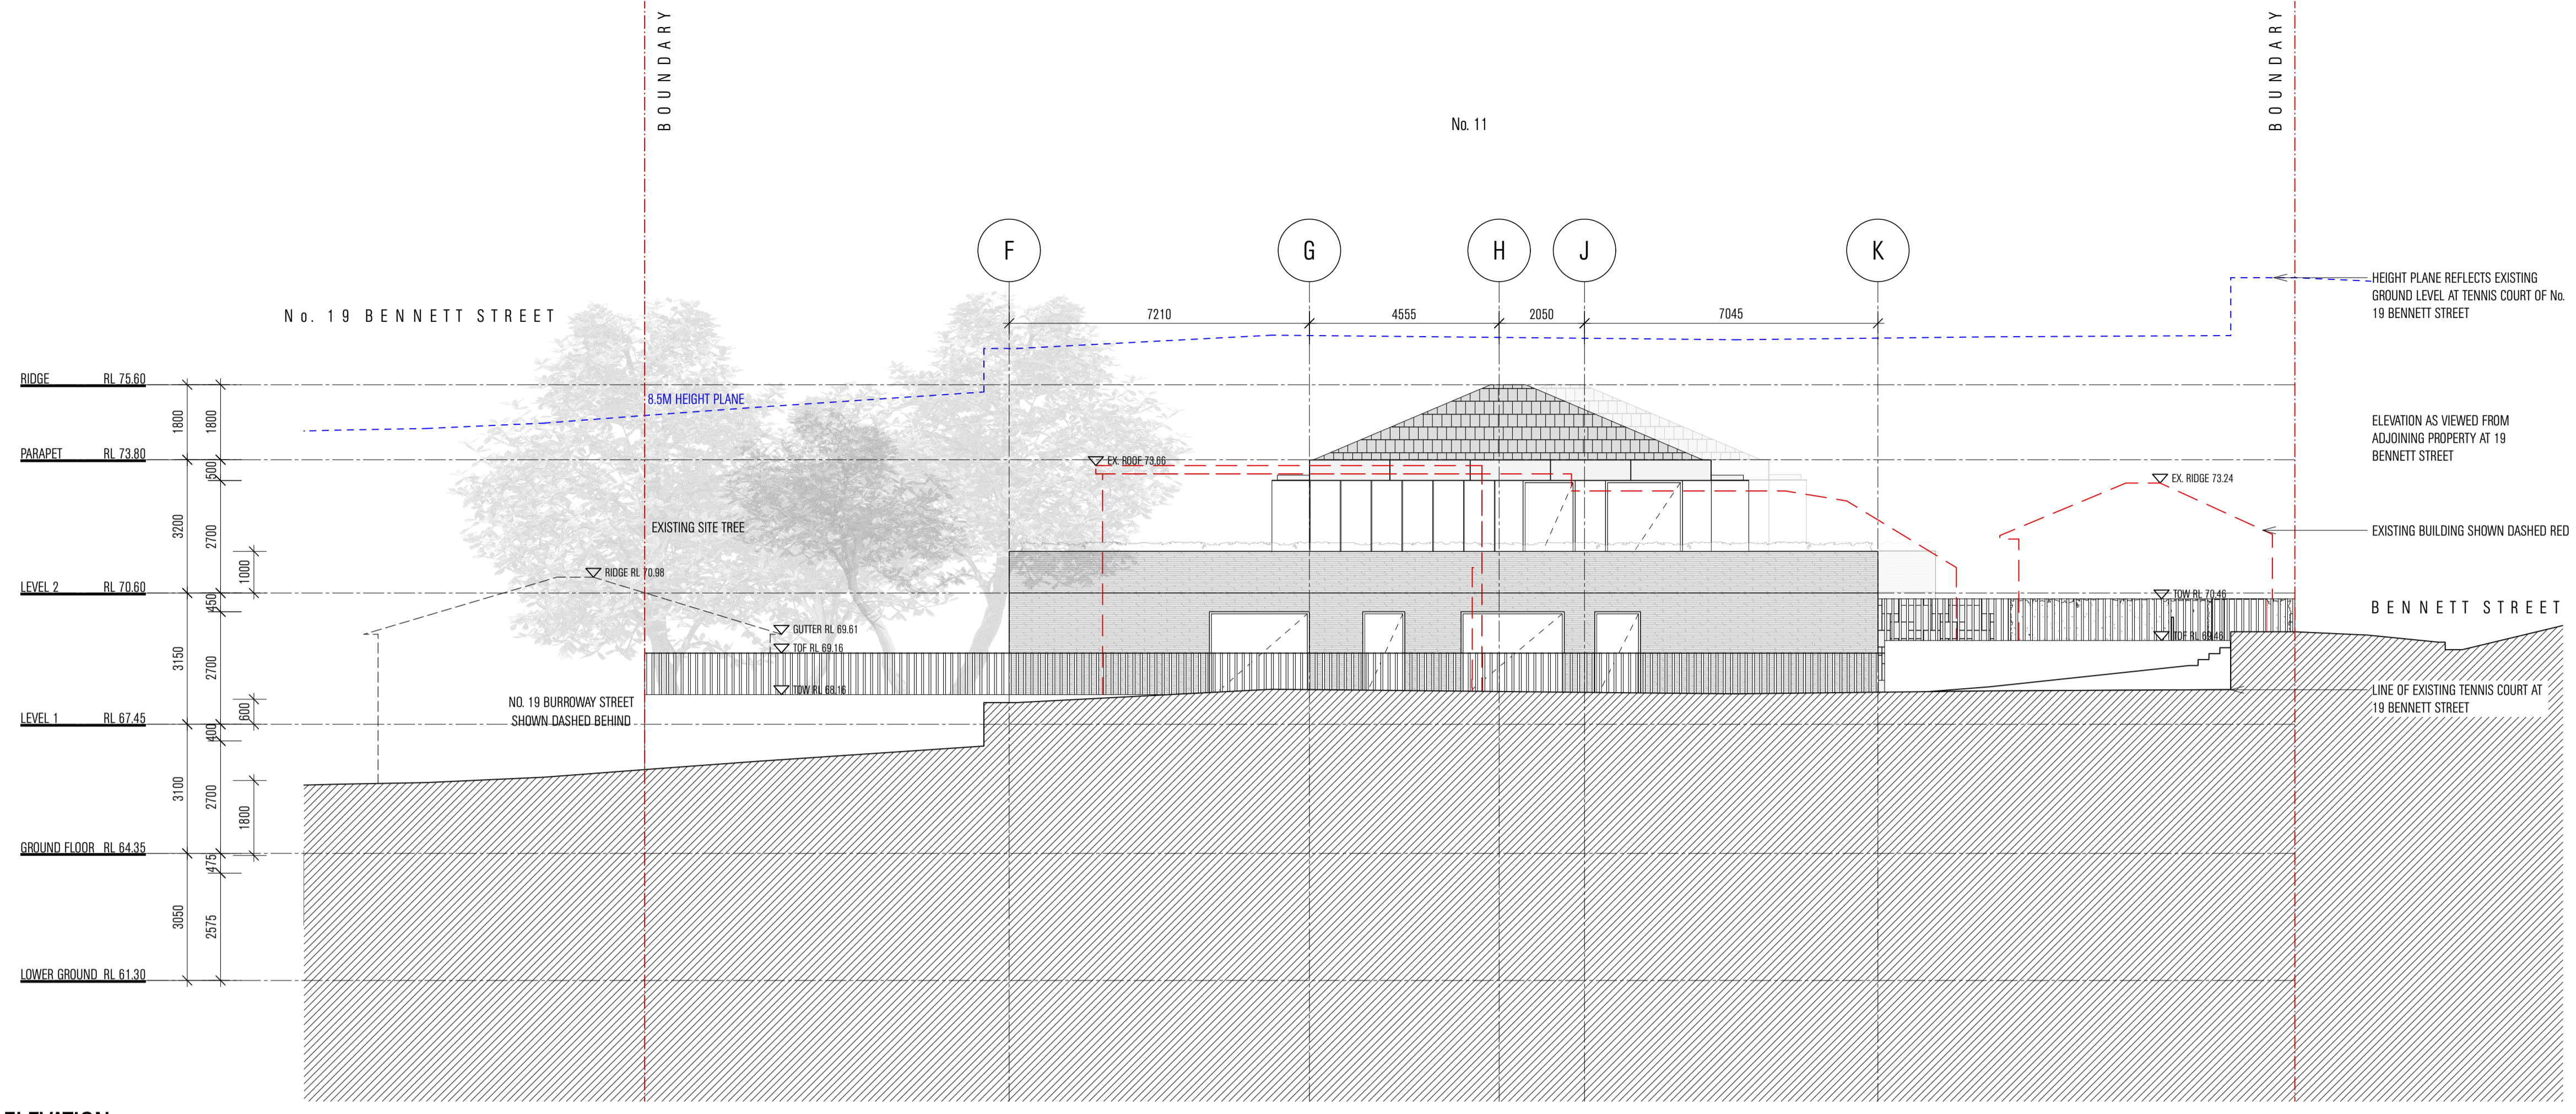 BOUNDARY
BOUNDARY
No. 11
F
G
H
J
K
No. 19 BENNETT STREET
7210
4555
2050
7045
HEIGHT PLANE REFLECTS EXISTING
GROUND LEVEL AT TENNIS COURT OF No.
19 BENNETT STREET
RIDGE RL 75.60
8.5M HEIGHT PLANE
1800
1800
PARAPET RL 73.80
EX. ROOF 73.66
ELEVATION AS VIEWED FROM
ADJOINING PROPERTY AT 19
BENNETT STREET
500
EX. RIDGE 73.24
3200
2700
EXISTING SITE TREE
EXISTING BUILDING SHOWN DASHED RED
1000
RIDGE RL 70.98
LEVEL 2 RL 70.60
450
TOW RL 70.46
BENNETT STREET
GUTTER RL 69.61
TOF RL 69.46
TOF RL 69.16
3150
2700
TOW RL 68.16
LINE OF EXISTING TENNIS COURT AT
19 BENNETT STREET
NO. 19 BURROWAY STREET
SHOWN DASHED BEHIND
600
LEVEL 1 RL 67.45
400
3100
2700
1800
GROUND FLOOR RL 64.35
475
3050
2575
LOWER GROUND RL 61.30